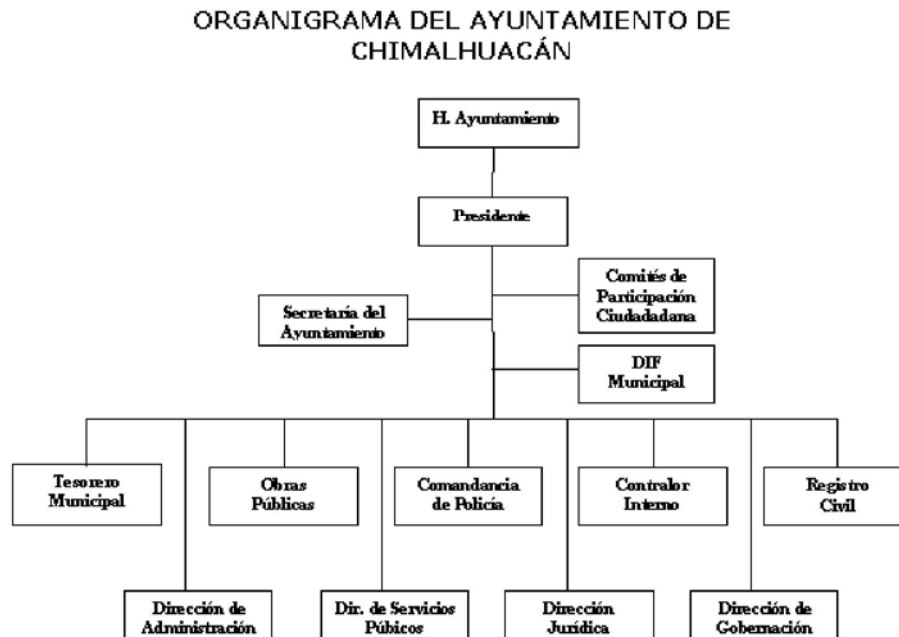 ORGANIGRAMA DEL AYUNTAMIENTO DE
CHIMALHUACÁN
H. Ayuntamiento
Presidente
Comités de
Participación
Ciudadadana
Secretaría del
Ayuntamiento
DIF
Municipal
Tesorero
Municipal
Obras
Públicas
Comandancia
de Policía
Contralor
Interno
Registro
Civil
Dirección de
Administración
Dir. de Servicios
Púbicos
Dirección
Jurídica
Dirección de
Gobernación